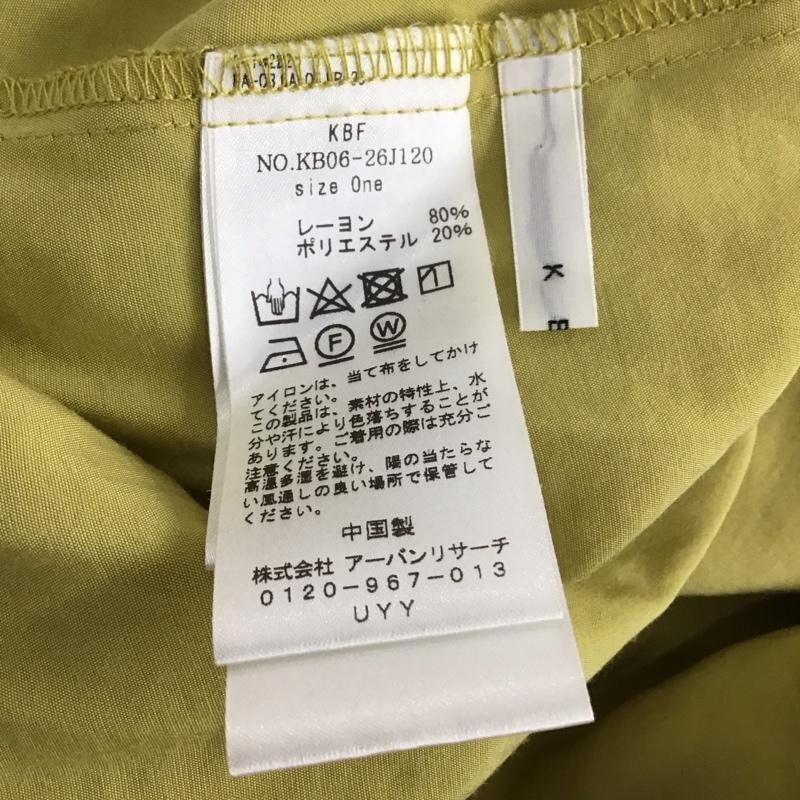 KBF
NO.KB06-26J120
size One
レーヨン 80%
ポリエステル 20%
F W
アイロンは、当て布をしてかけ
てください。
この製品は、素材の特性上、水
分や汗により色落ちすることが
あります。ご着用の際は充分ご
注意ください。
高温多湿を避け、陽の当たらな
い風通しの良い場所で保管して
ください。
中国製
株式会社 アーバンリサーチ
0120-967-013
UYY
K